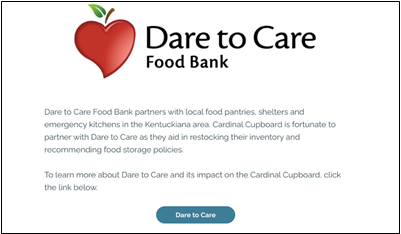 Dare to Care
Food Bank
Dare to Care Food Bank partners with local food pantries, shelters and
emergency kitchens in the Kentuckiana area. Cardinal Cupboard is fortunate to
partner with Dare to Care as they aid in restocking their inventory and
recommending food storage policies.
To learn more about Dare to Care and its impact on the Cardinal Cupboard, click
the link below.
Dare to Care